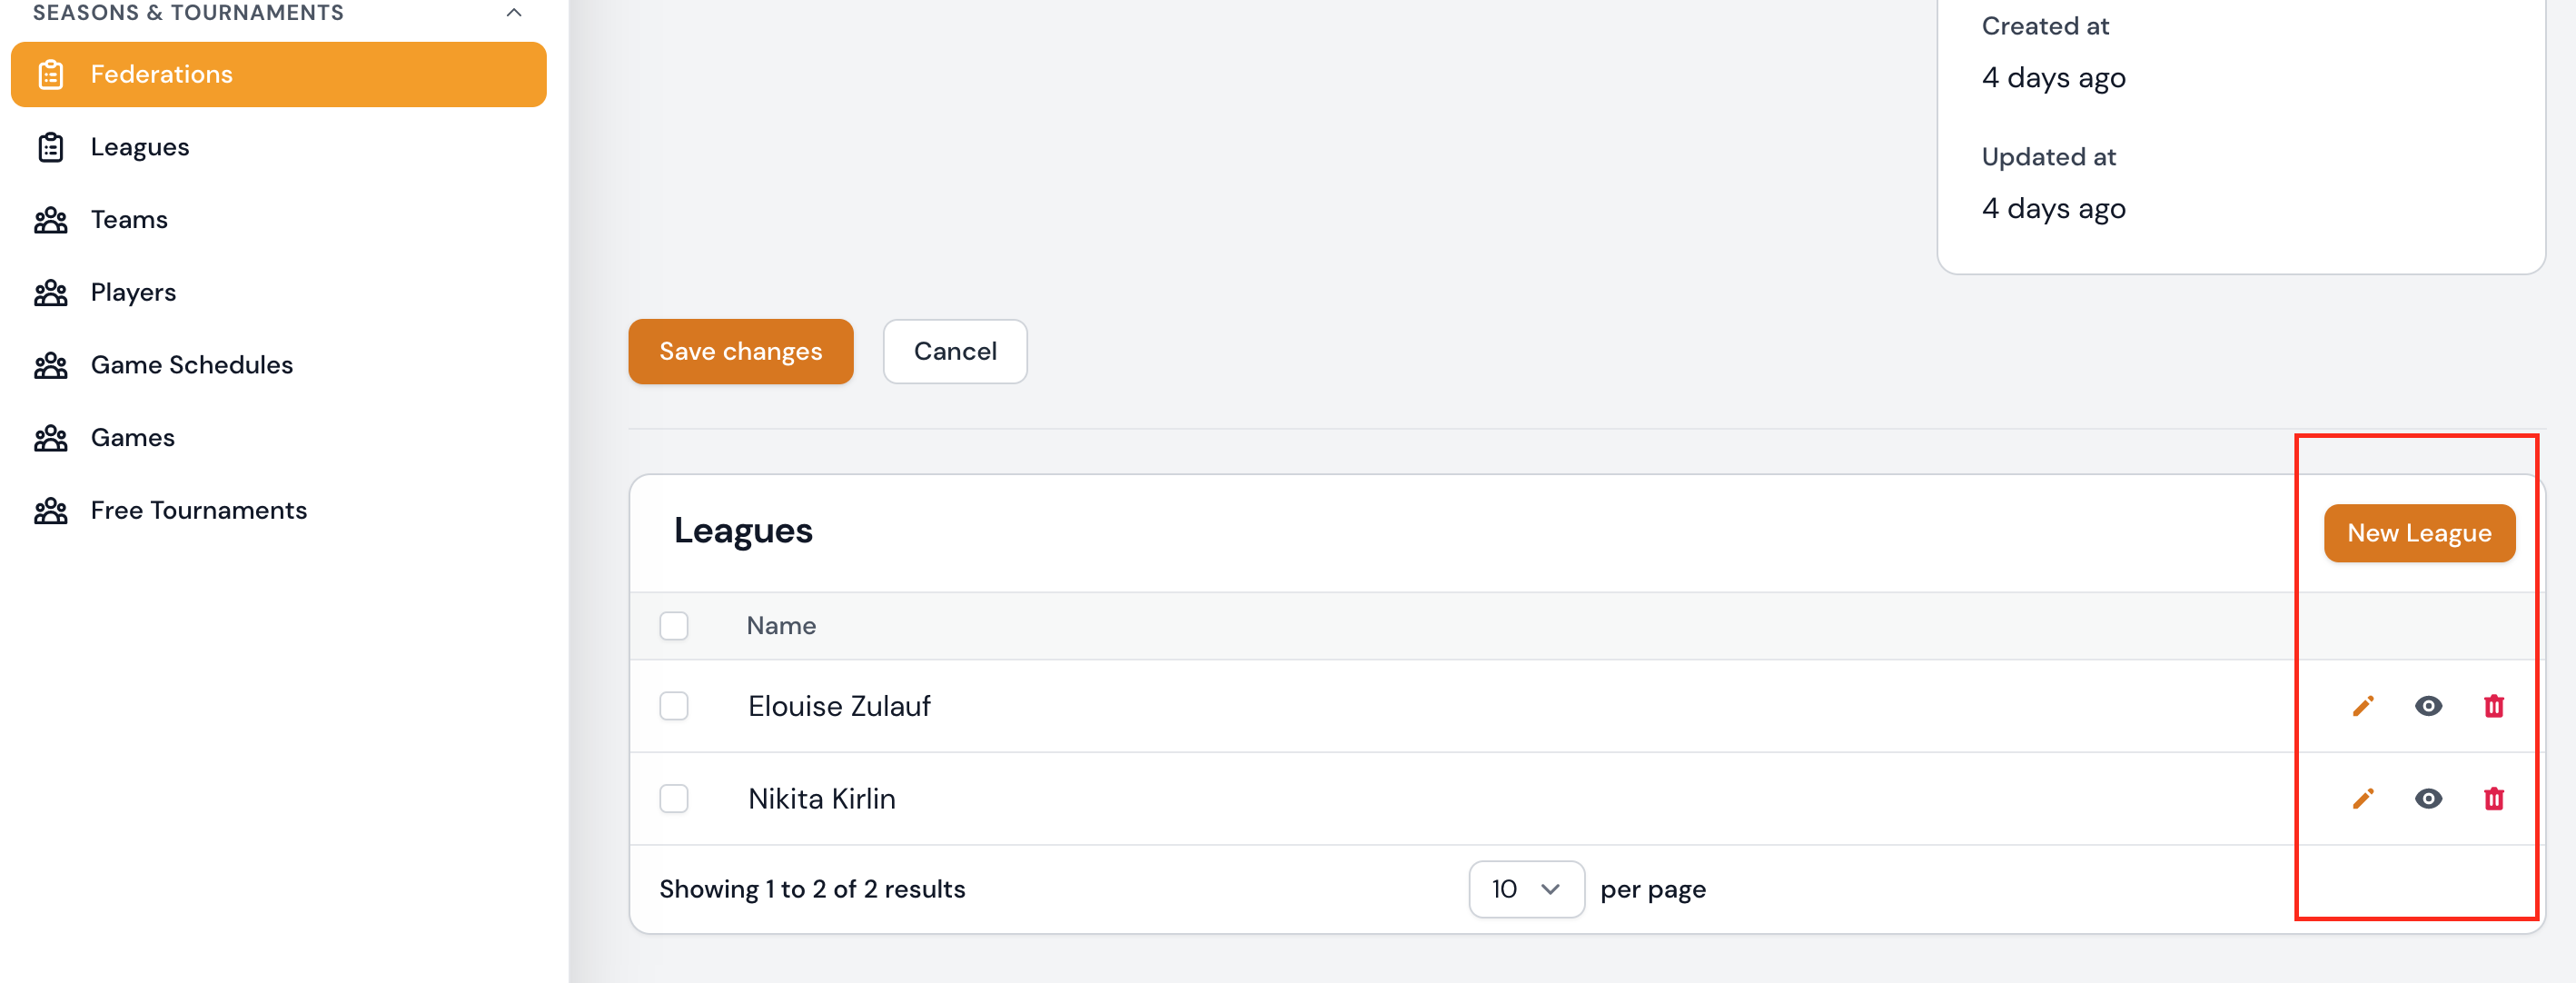 SEASONS & TOURNAMENTS
Federations
Leagues
Teams
Players
Game Schedules
Games
Free Tournaments
Created at
4 days ago
Updated at
4 days ago
Save changes
Cancel
Leagues
New League
Name
Elouise Zulauf
Nikita Kirlin
Showing 1 to 2 of 2 results
10
per page